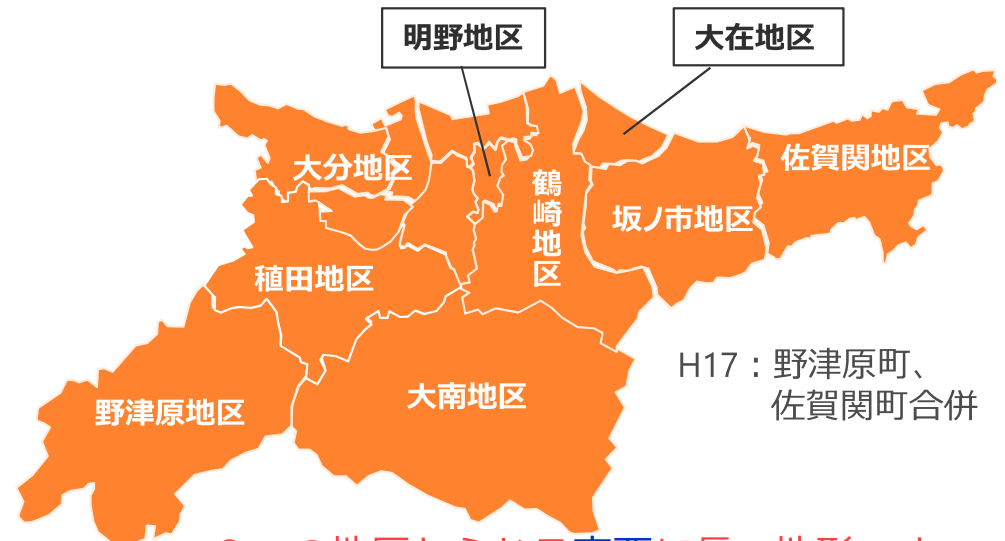 明野地区
大在地区
大分地区
佐賀関地区
鶴崎地区
坂ノ市地区
稙田地区
H17：野津原町、
佐賀関町合併
大南地区
野津原地区